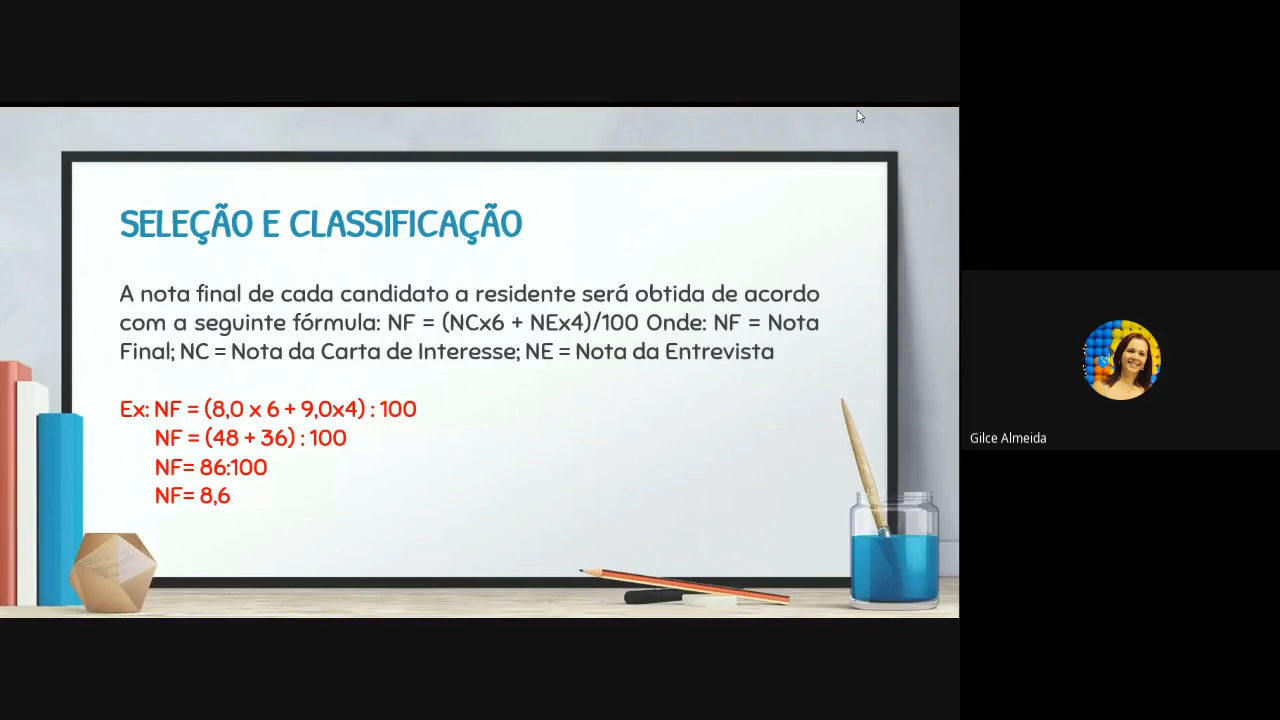 SELEÇÃO E CLASSIFICAÇÃO
A nota final de cada candidato a residente será obtida de acordo
com a seguinte fórmula: NF = (NCx6 + NEx4)/100 Onde: NF = Nota
Final; NC = Nota da Carta de Interesse; NE = Nota da Entrevista
Ex: NF = (8,0 x 6 + 9,0x4) : 100
NF = (48 + 36) : 100
NF= 86:100
NF= 8,6
Gilce Almeida